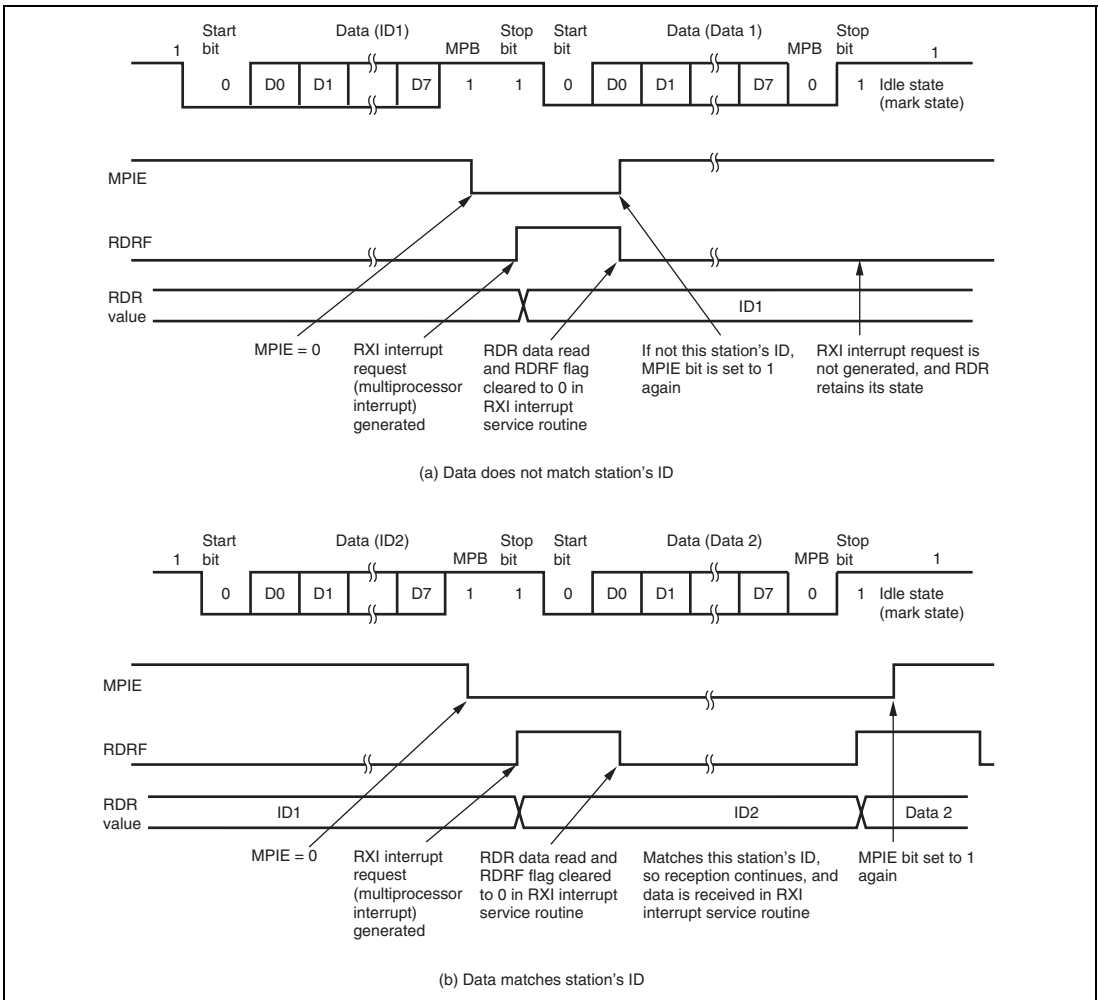 Start bit Data (ID1) MPB Stop bit Start bit Data (Data 1) MPB Stop bit
1 1
0 D0 D1 D7 1 1 0 D0 D1 D7 0 1 Idle state (mark state)
MPIE
RDRF
RDR value
ID1
MPIE = 0
RXI interrupt request (multiprocessor interrupt) generated
RDR data read and RDRF flag cleared to 0 in RXI interrupt service routine
If not this station's ID, MPIE bit is set to 1 again
RXI interrupt request is not generated, and RDR retains its state
(a) Data does not match station's ID
Start bit Data (ID2) MPB Stop bit Start bit Data (Data 2) MPB Stop bit
1 1
0 D0 D1 D7 1 1 0 D0 D1 D7 0 1 Idle state (mark state)
MPIE
RDRF
RDR value
ID1 ID2 Data 2
MPIE = 0
RXI interrupt request (multiprocessor interrupt) generated
RDR data read and RDRF flag cleared to 0 in RXI interrupt service routine
Matches this station's ID, so reception continues, and data is received in RXI interrupt service routine
MPIE bit set to 1 again
(b) Data matches station's ID